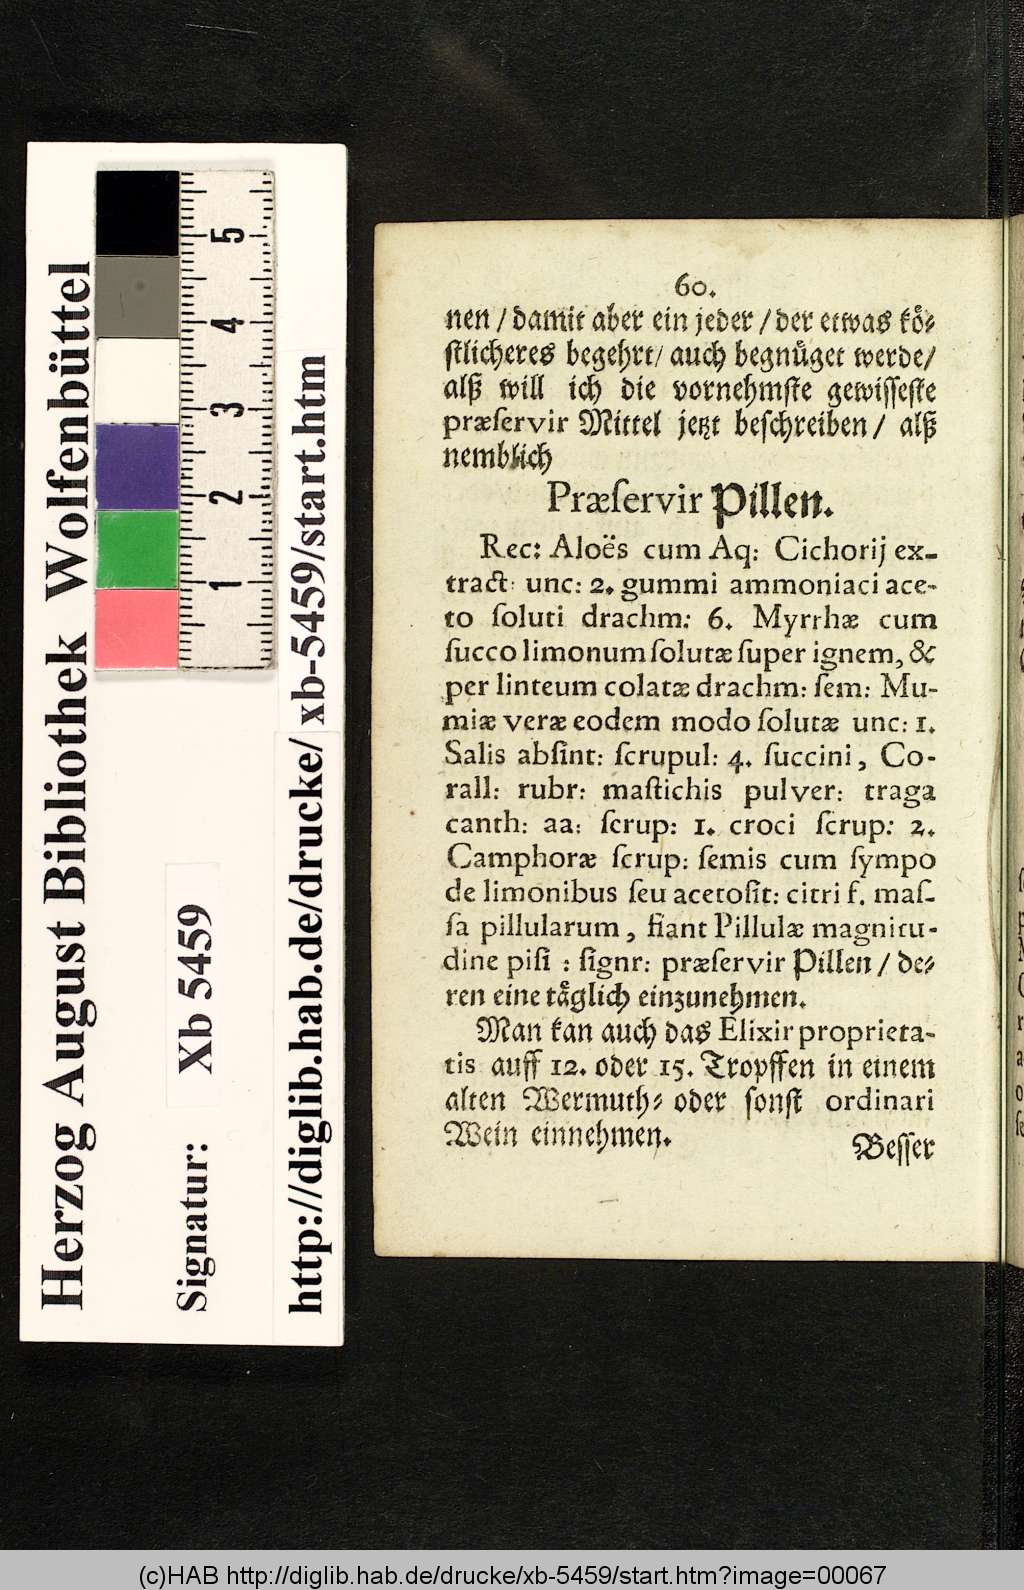 60.
nen / damit aber ein jeder / der etwas koͤ⸗
ſtlicheres begehrt / auch begnuͤget werde /
alß will ich die vornehmſte gewiſſeſte
præſervir Mittel jetzt beſchreiben / alß
nemblich
Præſervir Pillen.
Rec: Aloës cum Aq: Cichorij ex-
tract: unc: 2. gummi ammoniaci ace-
to ſoluti drachm: 6. Myrrhæ cum
ſucco limonum ſolutæ ſuper ignem, &
per linteum colatæ drachm: ſem: Mu-
miæ veræ eodem modo ſolutæ unc: 1.
Salis abſint: ſcrupul: 4. ſuccini, Co-
rall: rubr: maſtichis pulver: traga
canth: aa: ſcrup: 1. croci ſcrup: 2.
Camphoræ ſcrup: ſemis cum ſympo
de limonibus ſeu acetoſit: citri f. maſ-
ſa pillularum, fiant Pillulæ magnitu-
dine piſi : ſignr: præſervir Pillen / de⸗
ren eine taͤglich einzunehmen.
Man kan auch das Elixir proprieta-
tis auff 12. oder 15. Tropffen in einem
alten Wermuth⸗ oder ſonſt ordinari
Wein einnehmen.
Beſſer
Herzog August Bibliothek Wolfenbüttel
Signatur: Xb 5459
http://diglib.hab.de/drucke/xb-5459/start.htm
5
4
3
2
1
(c)HAB http://diglib.hab.de/drucke/xb-5459/start.htm?image=00067